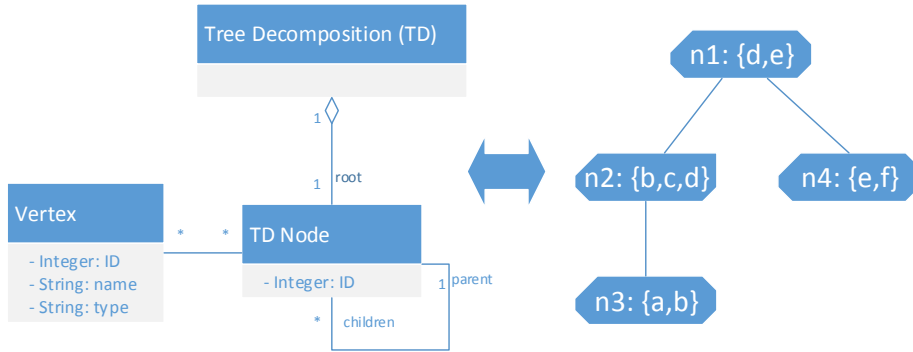 Tree Decomposition (TD)
1
1
root
Vertex
- Integer: ID
- String: name
- String: type
*
*
TD Node
- Integer: ID
1
parent
*
children
n1: {d,e}
n2: {b,c,d}
n4: {e,f}
n3: {a,b}